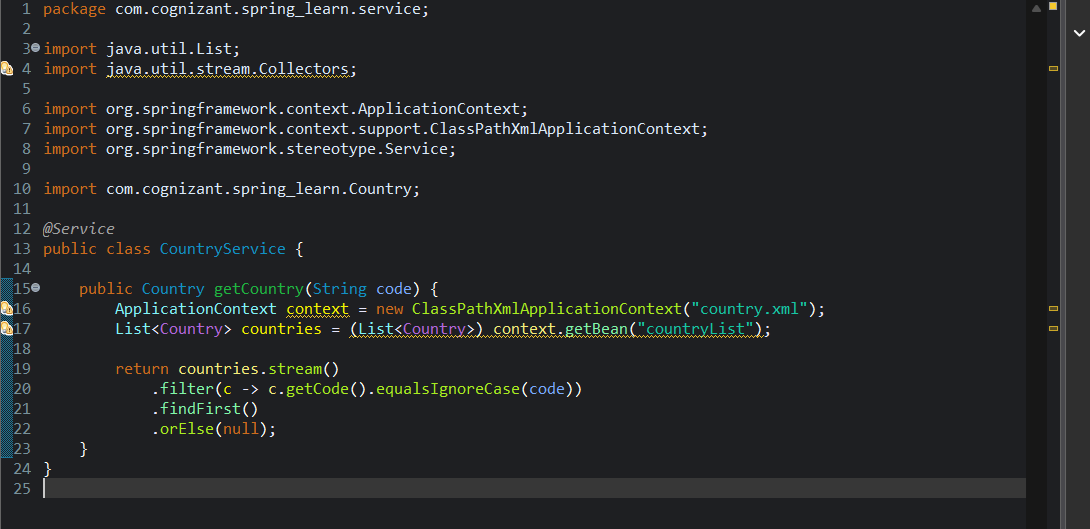 1 package com.cognizant.spring_learn.service;
2
3 import java.util.List;
4 import java.util.stream.Collectors;
5
6 import org.springframework.context.ApplicationContext;
7 import org.springframework.context.support.ClassPathXmlApplicationContext;
8 import org.springframework.stereotype.Service;
9
10 import com.cognizant.spring_learn.Country;
11
12 @Service
13 public class CountryService {
14
15     public Country getCountry(String code) {
16         ApplicationContext context = new ClassPathXmlApplicationContext("country.xml");
17         List<Country> countries = (List<Country>) context.getBean("countryList");
18
19         return countries.stream()
20             .filter(c -> c.getCode().equalsIgnoreCase(code))
21             .findFirst()
22             .orElse(null);
23     }
24 }
25